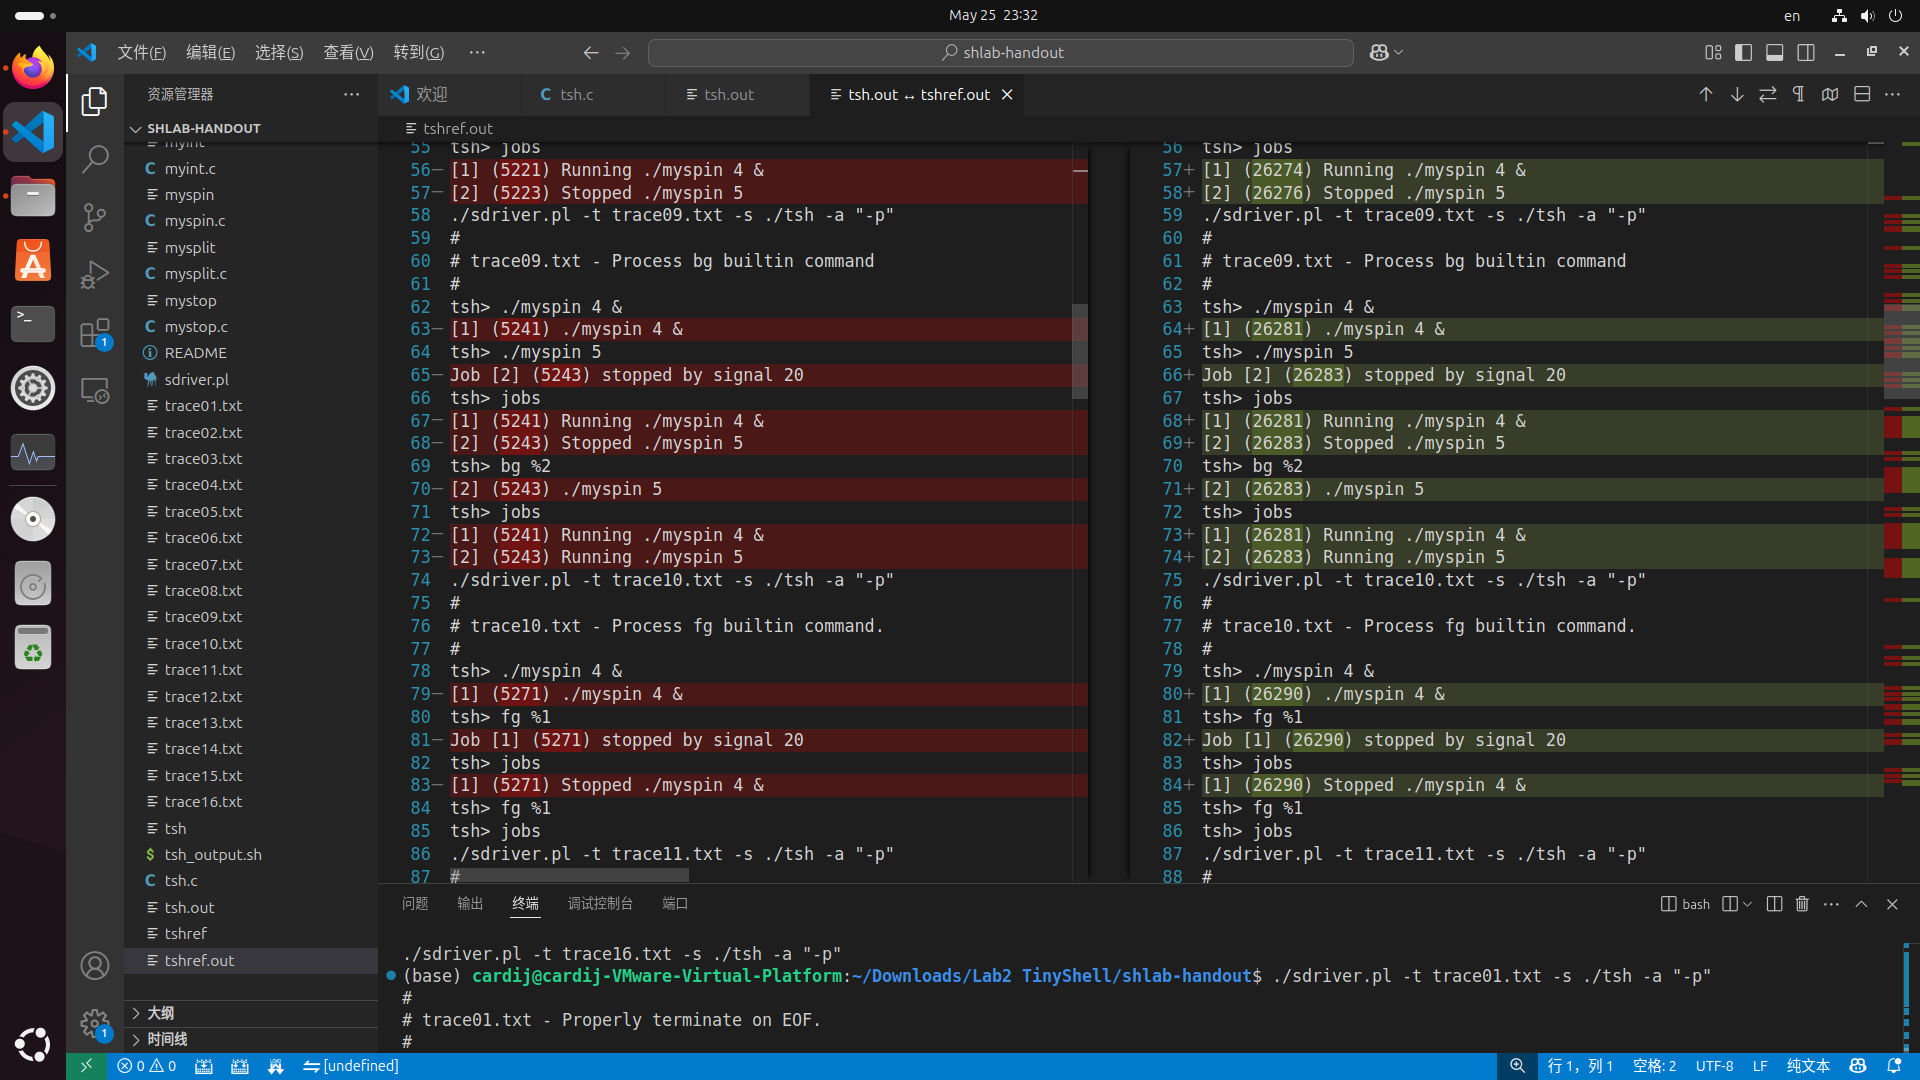 May 25 23:32
en
文件(F) 编辑(E) 选择(S) 查看(V) 转到(G) ···
shlab-handout
资源管理器
欢迎
tsh.c
tsh.out
tsh.out ↔ tshref.out
SHLAB-HANDOUT
tshref.out
myint
myint.c
myspin
myspin.c
mysplit
mysplit.c
mystop
mystop.c
README
sdriver.pl
trace01.txt
trace02.txt
trace03.txt
trace04.txt
trace05.txt
trace06.txt
trace07.txt
trace08.txt
trace09.txt
trace10.txt
trace11.txt
trace12.txt
trace13.txt
trace14.txt
trace15.txt
trace16.txt
tsh
tsh_output.sh
tsh.c
tsh.out
tshref
tshref.out
大纲
时间线
1
1
55 tsh> jobs
56— [1] (5221) Running ./myspin 4 &
57— [2] (5223) Stopped ./myspin 5
58 ./sdriver.pl -t trace09.txt -s ./tsh -a "-p"
59 #
60 # trace09.txt - Process bg builtin command
61 #
62 tsh> ./myspin 4 &
63— [1] (5241) ./myspin 4 &
64 tsh> ./myspin 5
65— Job [2] (5243) stopped by signal 20
66 tsh> jobs
67— [1] (5241) Running ./myspin 4 &
68— [2] (5243) Stopped ./myspin 5
69 tsh> bg %2
70— [2] (5243) ./myspin 5
71 tsh> jobs
72— [1] (5241) Running ./myspin 4 &
73— [2] (5243) Running ./myspin 5
74 ./sdriver.pl -t trace10.txt -s ./tsh -a "-p"
75 #
76 # trace10.txt - Process fg builtin command.
77 #
78 tsh> ./myspin 4 &
79— [1] (5271) ./myspin 4 &
80 tsh> fg %1
81— Job [1] (5271) stopped by signal 20
82 tsh> jobs
83— [1] (5271) Stopped ./myspin 4 &
84 tsh> fg %1
85 tsh> jobs
86 ./sdriver.pl -t trace11.txt -s ./tsh -a "-p"
87 #
56 tsh> jobs
57+ [1] (26274) Running ./myspin 4 &
58+ [2] (26276) Stopped ./myspin 5
59 ./sdriver.pl -t trace09.txt -s ./tsh -a "-p"
60 #
61 # trace09.txt - Process bg builtin command
62 #
63 tsh> ./myspin 4 &
64+ [1] (26281) ./myspin 4 &
65 tsh> ./myspin 5
66+ Job [2] (26283) stopped by signal 20
67 tsh> jobs
68+ [1] (26281) Running ./myspin 4 &
69+ [2] (26283) Stopped ./myspin 5
70 tsh> bg %2
71+ [2] (26283) ./myspin 5
72 tsh> jobs
73+ [1] (26281) Running ./myspin 4 &
74+ [2] (26283) Running ./myspin 5
75 ./sdriver.pl -t trace10.txt -s ./tsh -a "-p"
76 #
77 # trace10.txt - Process fg builtin command.
78 #
79 tsh> ./myspin 4 &
80+ [1] (26290) ./myspin 4 &
81 tsh> fg %1
82+ Job [1] (26290) stopped by signal 20
83 tsh> jobs
84+ [1] (26290) Stopped ./myspin 4 &
85 tsh> fg %1
86 tsh> jobs
87 ./sdriver.pl -t trace11.txt -s ./tsh -a "-p"
88 #
问题 输出 终端 调试控制台 端口
bash
./sdriver.pl -t trace16.txt -s ./tsh -a "-p"
(base) cardij@cardij-VMware-Virtual-Platform:~/Downloads/Lab2 TinyShell/shlab-handout$ ./sdriver.pl -t trace01.txt -s ./tsh -a "-p"
#
# trace01.txt - Properly terminate on EOF.
#
0 0 [undefined] 行 1，列 1 空格: 2 UTF-8 LF 纯文本